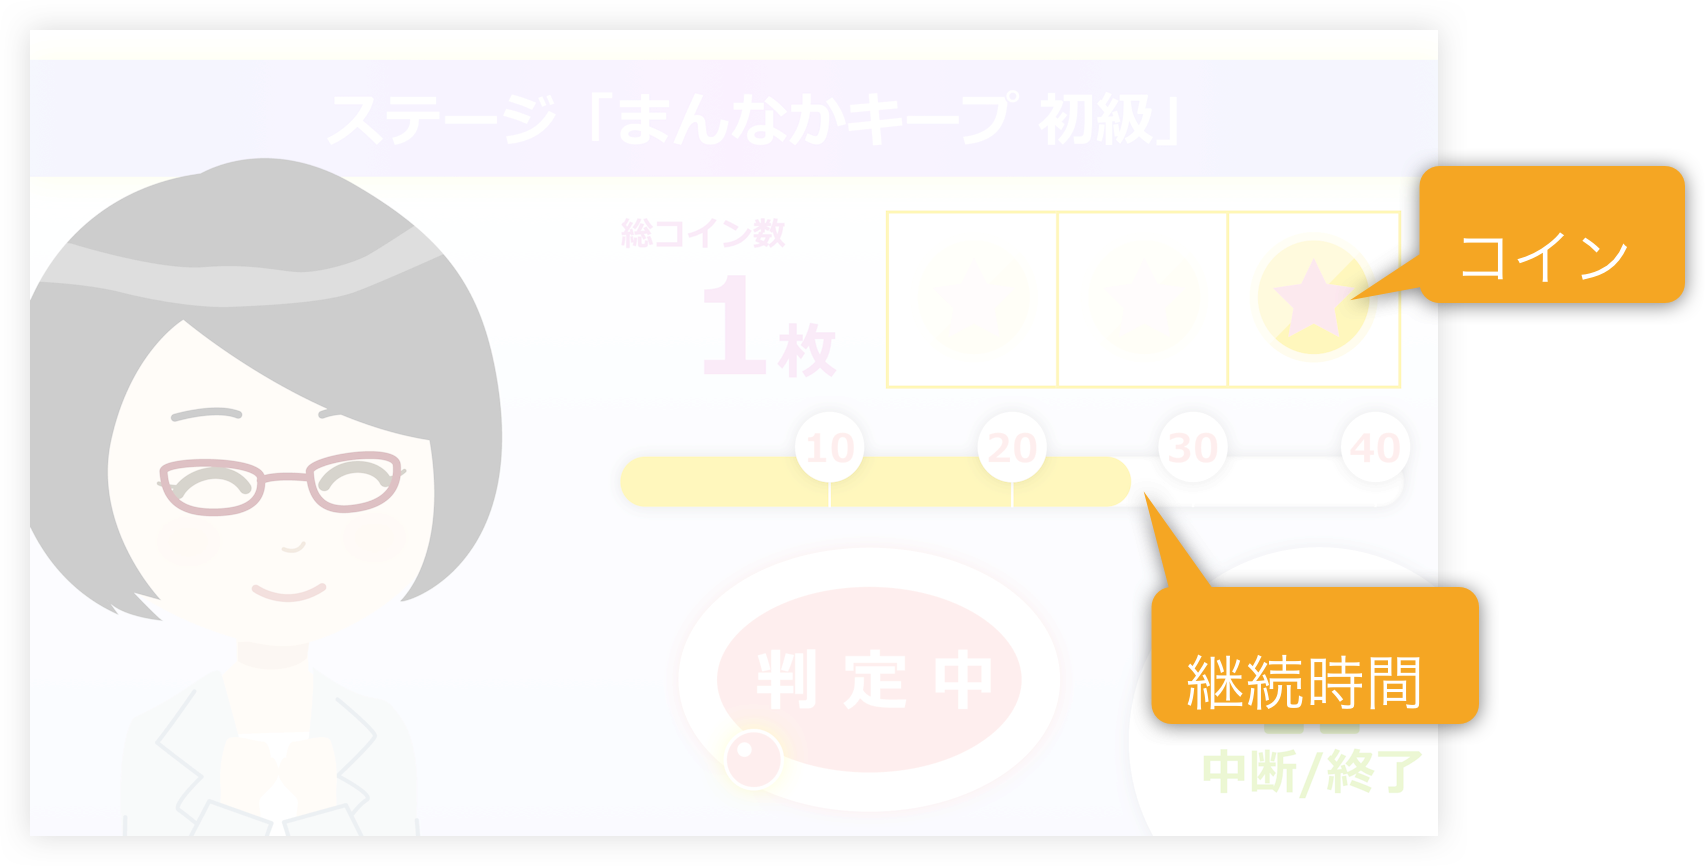 ステージ「まんなかキープ 初級」
総コイン数
1枚
コイン
10 20 30 40
継続時間
判定中
中断/終了